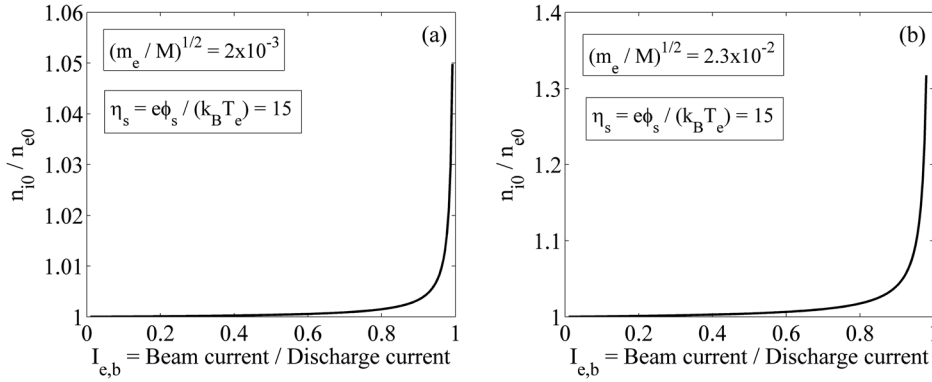 1.06
1.05
1.04
1.03
1.02
1.01
1
n_i0 / n_e0
(a)
(m_e / M)^1/2 = 2x10^-3
η_s = eϕ_s / (k_B T_e) = 15
0 0.2 0.4 0.6 0.8 1
I_e,b = Beam current / Discharge current
1.4
1.3
1.2
1.1
1
n_i0 / n_e0
(b)
(m_e / M)^1/2 = 2.3x10^-2
η_s = eϕ_s / (k_B T_e) = 15
0 0.2 0.4 0.6 0.8 1
I_e,b = Beam current / Discharge current